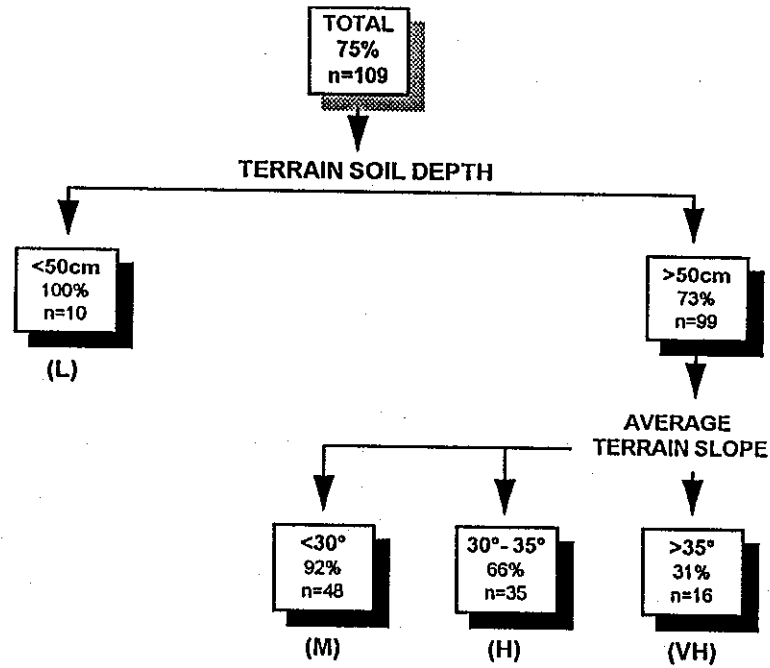 TOTAL
75%
n=109
TERRAIN SOIL DEPTH
<50cm
100%
n=10
(L)
>50cm
73%
n=99
AVERAGE
TERRAIN SLOPE
<30°
92%
n=48
(M)
30°- 35°
66%
n=35
(H)
>35°
31%
n=16
(VH)